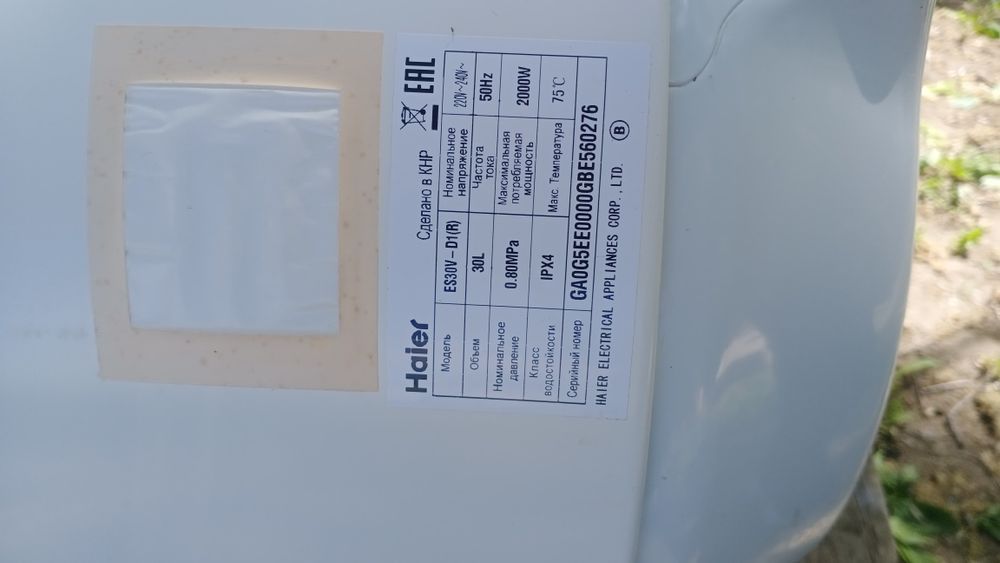 Haier Сделано в КНР EAC
Модель ES30V-D1(R) Номинальное напряжение 220V~240V~
Объем 30L Частота тока 50Hz
Номинальное давление 0.80MPa Максимальная потребляемая мощность 2000W
Класс водостойкости IPX4 Макс. Температура 75℃
Серийный номер GA0G5EE0000GBE560276
HAIER ELECTRICAL APPLIANCES CORP.,LTD. B